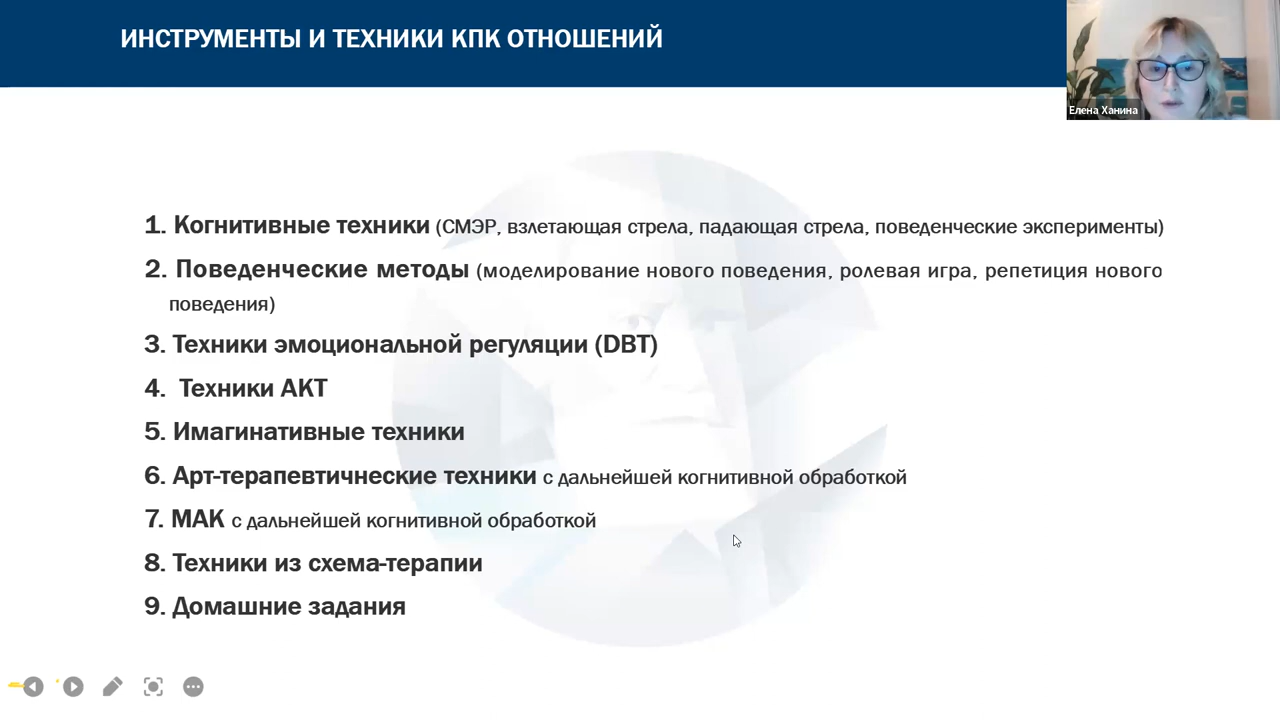 ИНСТРУМЕНТЫ И ТЕХНИКИ КПК ОТНОШЕНИЙ
Елена Ханина
1. Когнитивные техники (СМЭР, взлетающая стрела, падающая стрела, поведенческие эксперименты)
2. Поведенческие методы (моделирование нового поведения, ролевая игра, репетиция нового
поведения)
3. Техники эмоциональной регуляции (DBT)
4. Техники АКТ
5. Имагинативные техники
6. Арт-терапевтичнеские техники с дальнейшей когнитивной обработкой
7. МАК с дальнейшей когнитивной обработкой
8. Техники из схема-терапии
9. Домашние задания